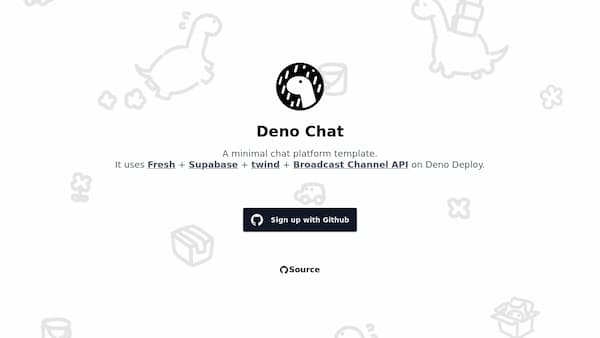 Deno Chat
A minimal chat platform template.
It uses Fresh + Supabase + twind + Broadcast Channel API on Deno Deploy.
Sign up with Github
Source